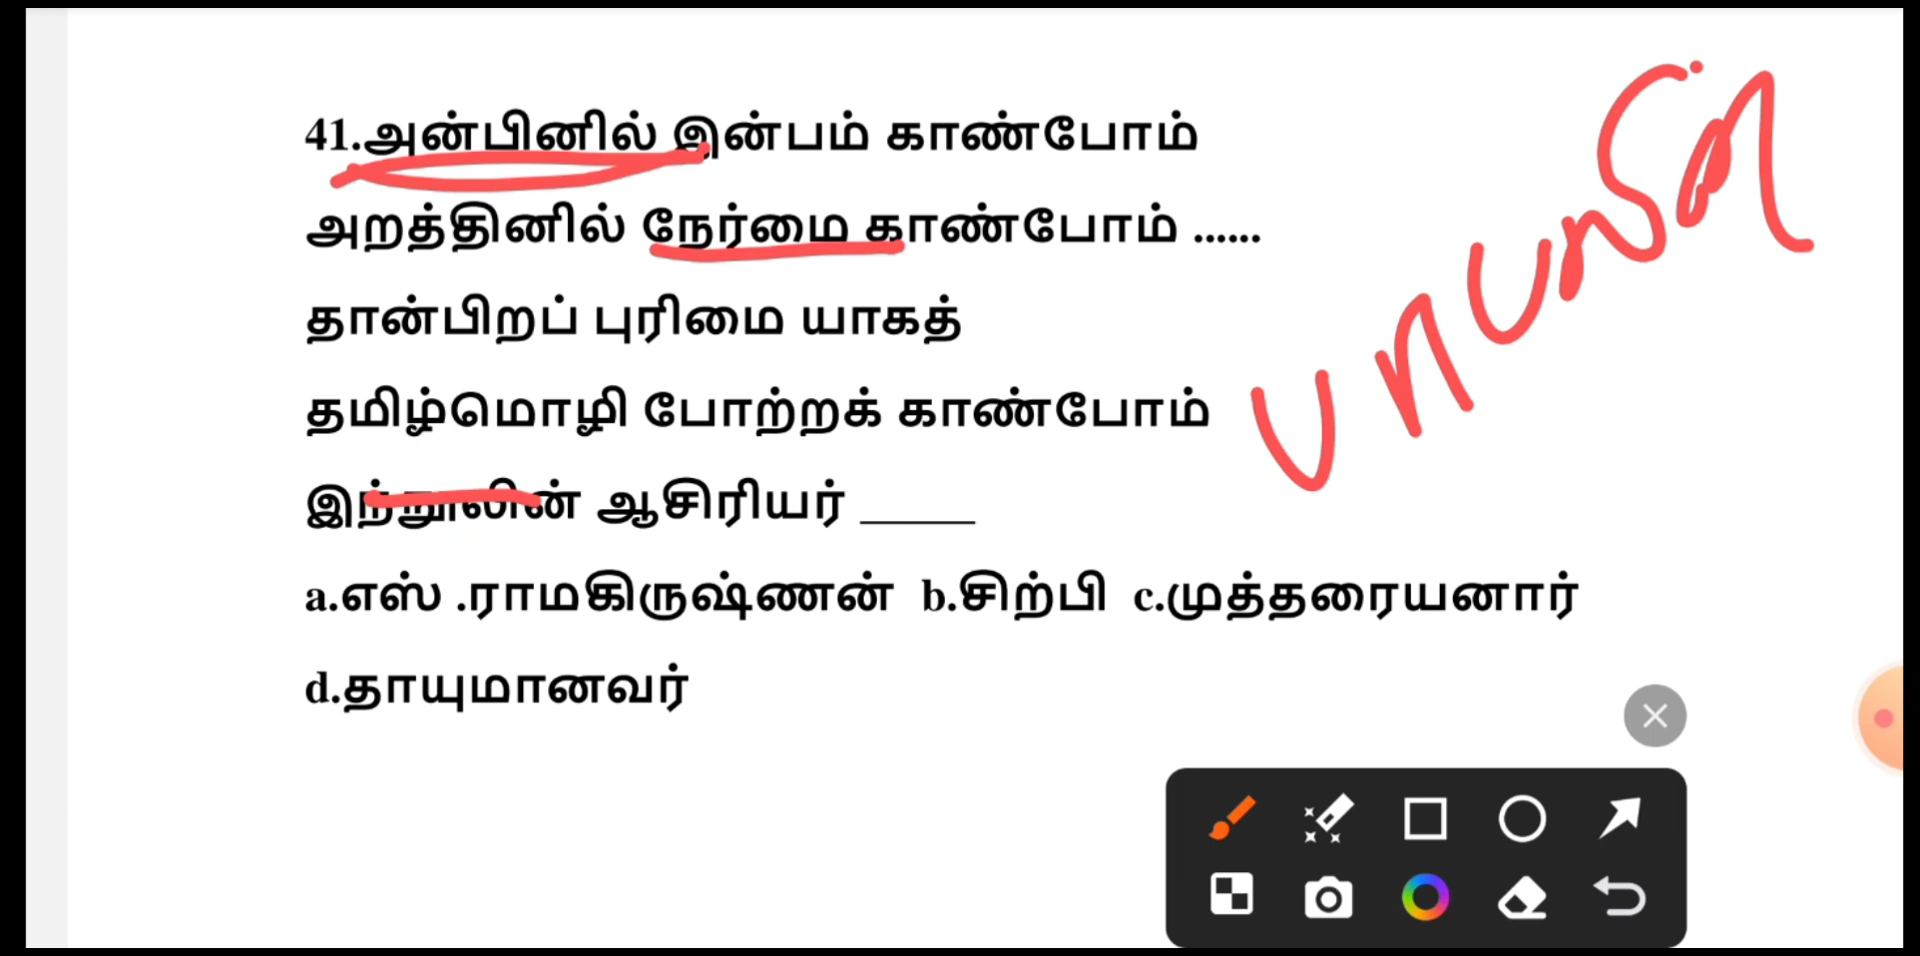 41.அன்பினில் இன்பம் காண்போம்
அறத்தினில் நேர்மை காண்போம் ......
தான்பிறப் புரிமை யாகத்
தமிழ்மொழி போற்றக் காண்போம்
இந்நூலின் ஆசிரியர் _____
a.எஸ் .ராமகிருஷ்ணன் b.சிற்பி c.முத்தரையனார்
d.தாயுமானவர்